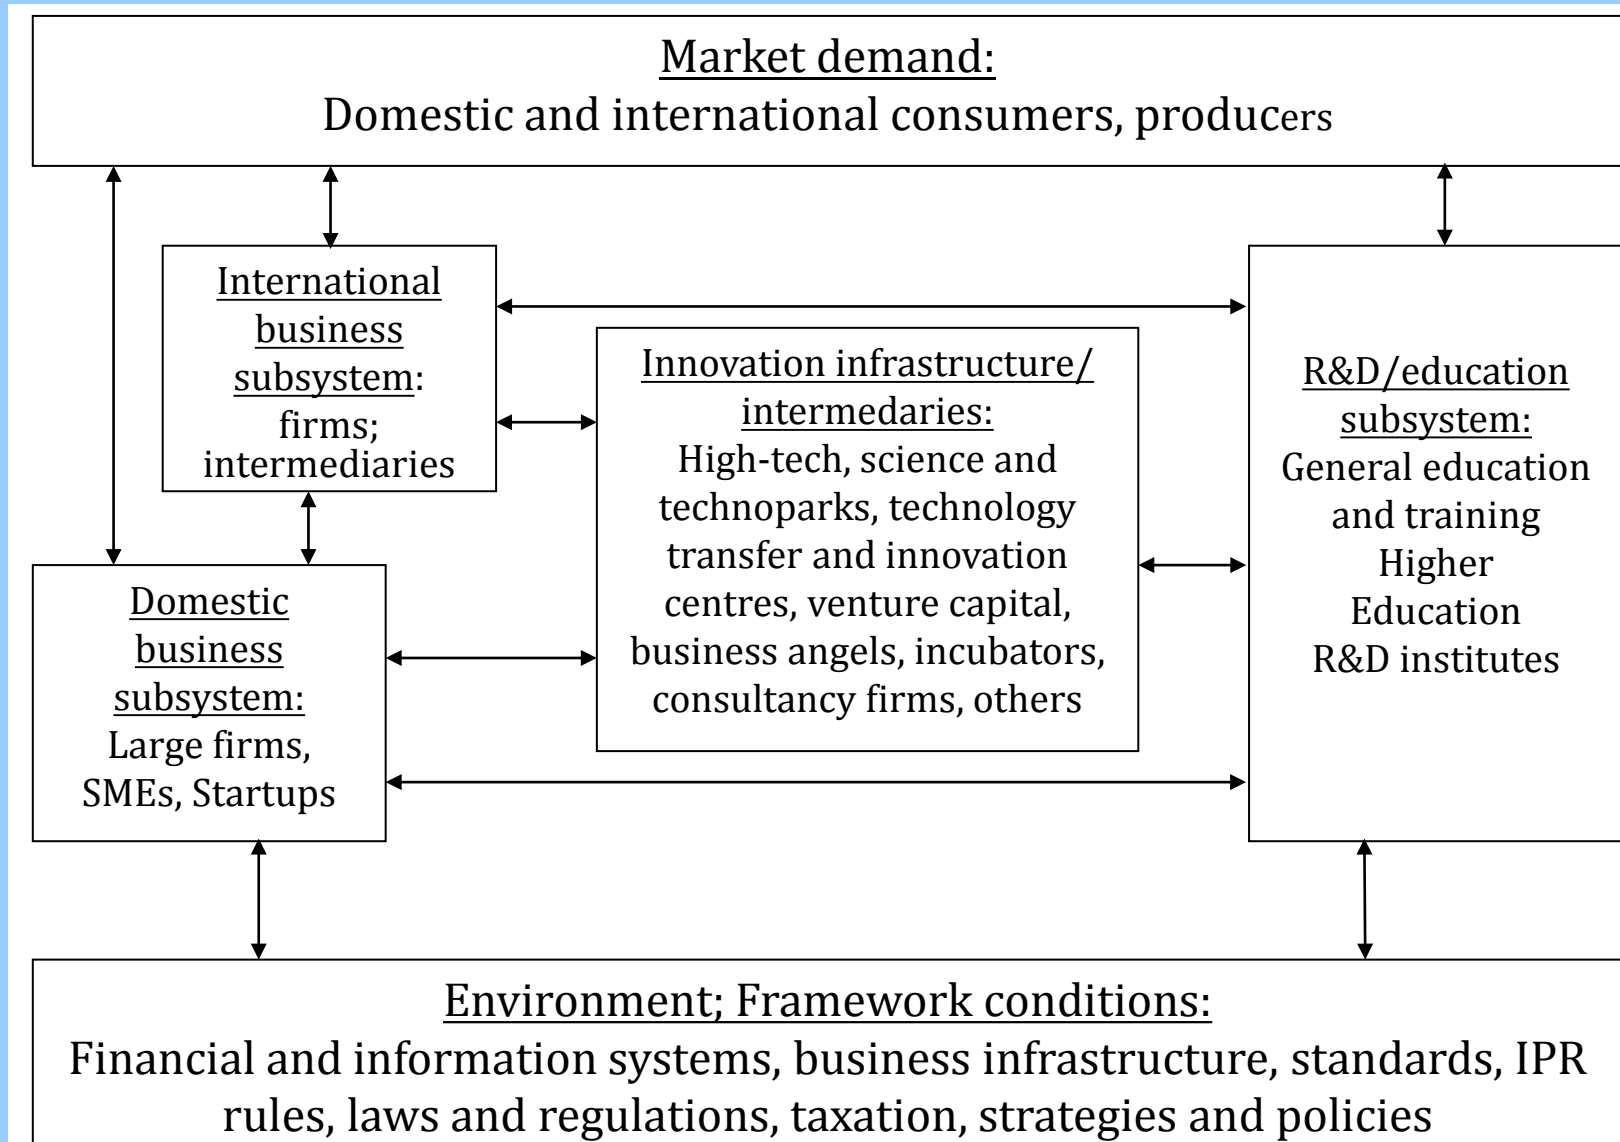 Market demand:
Domestic and international consumers, producers
International
business
subsystem:
firms;
intermediaries
Innovation infrastructure/
intermedaries:
High-tech, science and
technoparks, technology
transfer and innovation
centres, venture capital,
business angels, incubators,
consultancy firms, others
R&D/education
subsystem:
General education
and training
Higher
Education
R&D institutes
Domestic
business
subsystem:
Large firms,
SMEs, Startups
Environment; Framework conditions:
Financial and information systems, business infrastructure, standards, IPR
rules, laws and regulations, taxation, strategies and policies